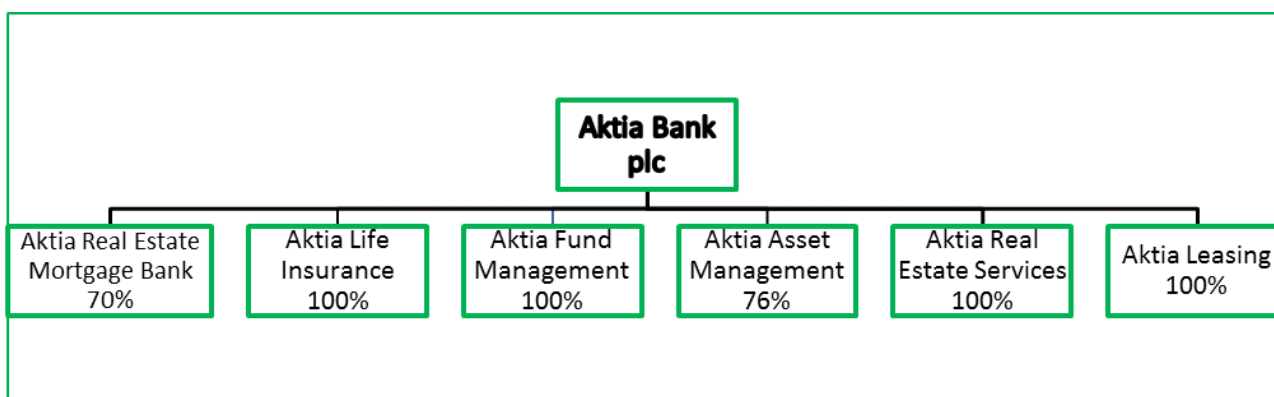 Aktia Bank
plc
Aktia Real Estate
Mortgage Bank
70%
Aktia Life
Insurance
100%
Aktia Fund
Management
100%
Aktia Asset
Management
76%
Aktia Real
Estate Services
100%
Aktia Leasing
100%